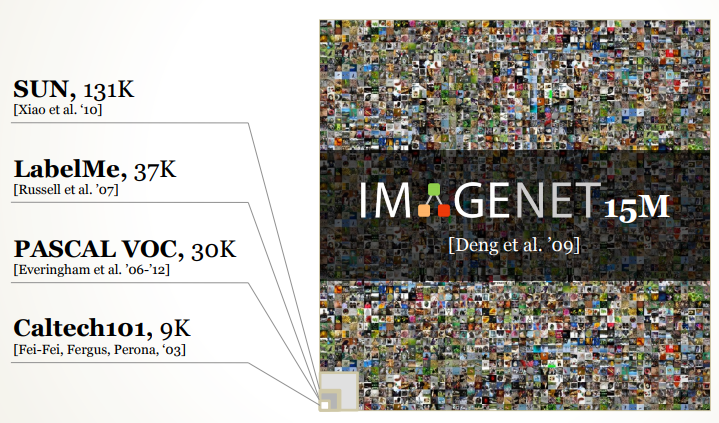 SUN, 131K
[Xiao et al. ‘10]
LabelMe, 37K
[Russell et al. ’07]
PASCAL VOC, 30K
[Everingham et al. ’06-’12]
Caltech101, 9K
[Fei-Fei, Fergus, Perona, ‘03]
IMAGENET 15M
[Deng et al. ’09]